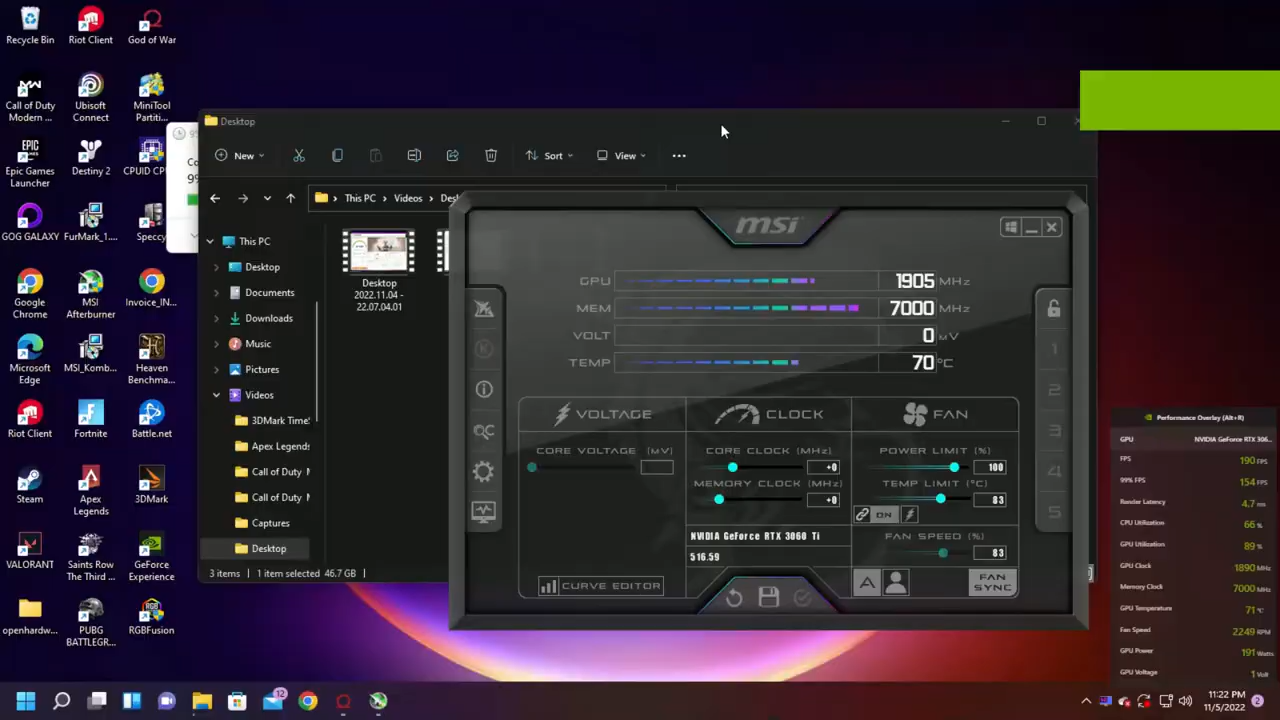 Recycle Bin
Riot Client
God of War
Call of Duty
Modern ...
Ubisoft
Connect
MiniTool
Partiti...
Epic Games
Launcher
Destiny 2
CPUID CP
GOG GALAXY
FurMark_1....
Speccy
Google
Chrome
MSI
Afterburner
Invoice_IN...
Microsoft
Edge
MSI_Komb...
Heaven
Benchma...
Riot Client
Fortnite
Battle.net
Steam
Apex
Legends
3DMark
VALORANT
Saints Row
The Third ...
GeForce
Experience
openhardw...
PUBG
BATTLEGR...
RGBFusion
Desktop
New
Sort
View
This PC
Videos
This PC
Desktop
Documents
Downloads
Music
Pictures
Videos
3DMark Time
Apex Legends
Call of Duty
Call of Duty
Captures
Desktop
Desktop
2022.11.04 -
22.07.04.01
3 items
1 item selected 46.7 GB
msi
GPU 1905 MHz
MEM 7000 MHz
VOLT 0 mV
TEMP 70 °C
1
2
3
4
5
VOLTAGE
CORE VOLTAGE (MV)
CURVE EDITOR
CLOCK
CORE CLOCK (MHz)
+0
MEMORY CLOCK (MHz)
+0
NVIDIA GeForce RTX 3060 Ti
516.59
FAN
POWER LIMIT (%)
100
TEMP LIMIT (°C)
83
ON
FAN SPEED (%)
83
A
FAN
SYNC
Performance Overlay (Alt+R)
GPU NVIDIA GeForce RTX 306...
FPS 190 FPS
99% FPS 154 FPS
Render Latency 4.7 ms
CPU Utilization 66 %
GPU Utilization 89 %
GPU Clock 1890 MHz
Memory Clock 7000 MHz
GPU Temperature 71 °C
Fan Speed 2249 RPM
GPU Power 191 Watts
GPU Voltage 1 Volt
12
11:22 PM
11/5/2022
2